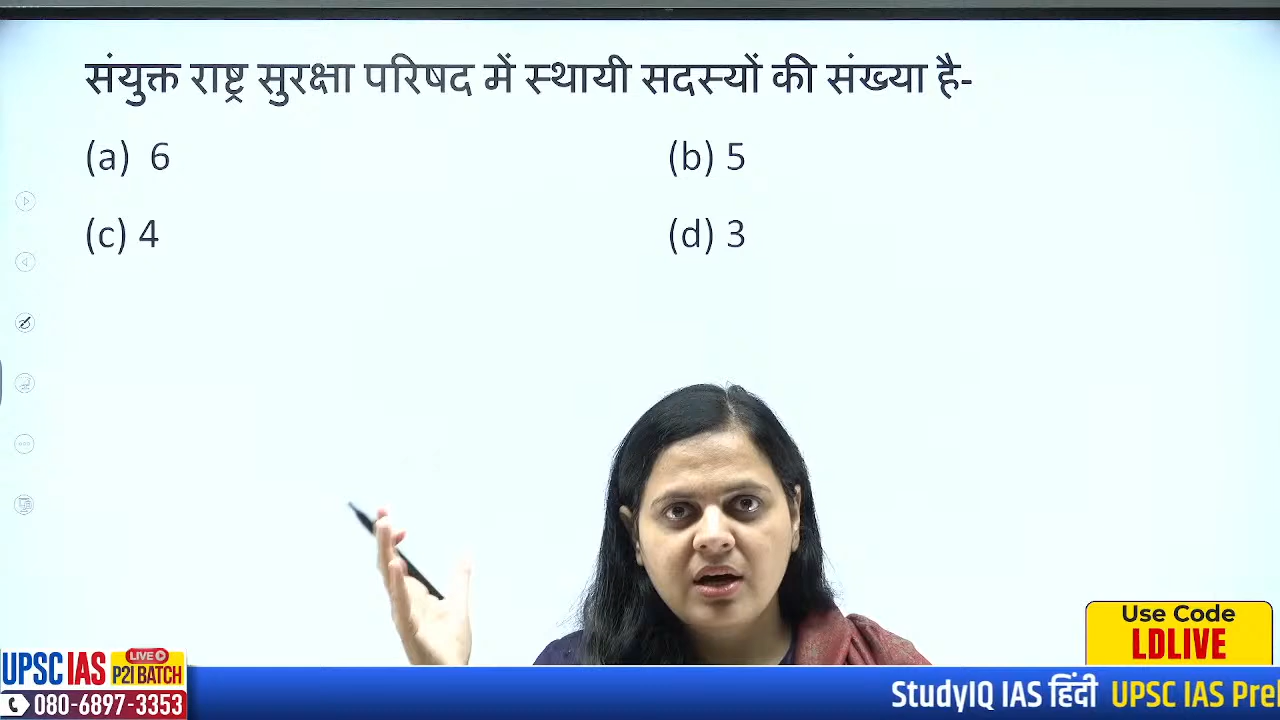 संयुक्त राष्ट्र सुरक्षा परिषद में स्थायी सदस्यों की संख्या है-
(a) 6 (b) 5
(c) 4 (d) 3
Use Code
LDLIVE
UPSC IAS LIVE P2I BATCH
080-6897-3353
StudyIQ IAS हिंदी UPSC IAS Prel